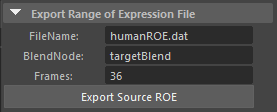 Export Range of Expression File
FileName: humanROE.dat
BlendNode: targetBlend
Frames: 36
Export Source ROE